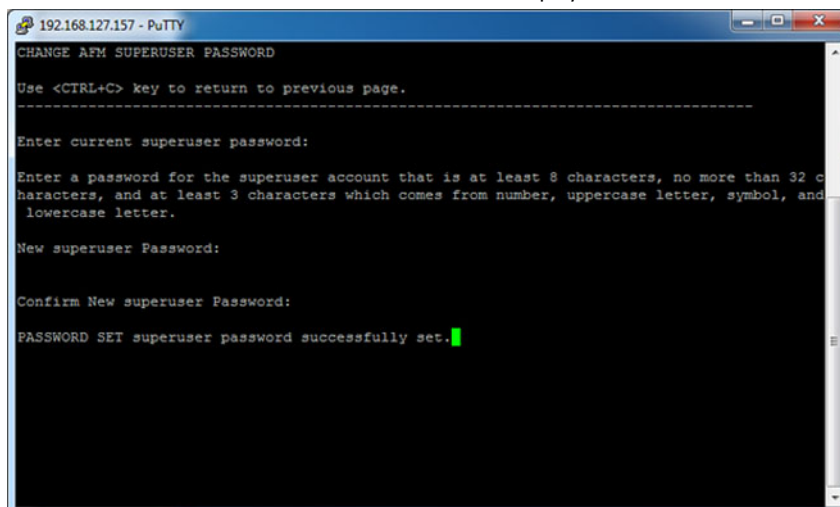 192.168.127.157 - PuTTY
CHANGE AFM SUPERUSER PASSWORD
Use <CTRL+C> key to return to previous page.
--------------------------------------------------------------------------------
Enter current superuser password:
Enter a password for the superuser account that is at least 8 characters, no more than 32 c
haracters, and at least 3 characters which comes from number, uppercase letter, symbol, and
lowercase letter.
New superuser Password:
Confirm New superuser Password:
PASSWORD SET superuser password successfully set.